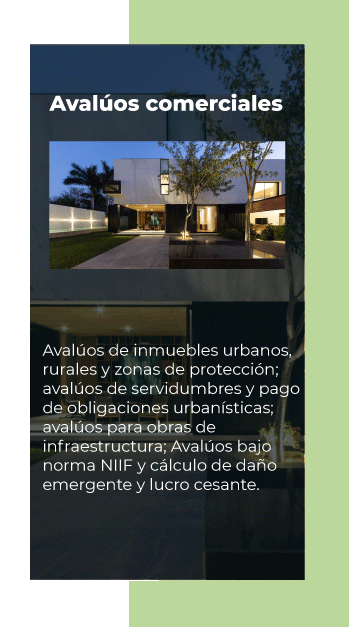 Avalúos comerciales
Avalúos de inmuebles urbanos,
rurales y zonas de protección;
avalúos de servidumbres y pago
de obligaciones urbanísticas;
avalúos para obras de
infraestructura; Avalúos bajo
norma NIIF y cálculo de daño
emergente y lucro cesante.